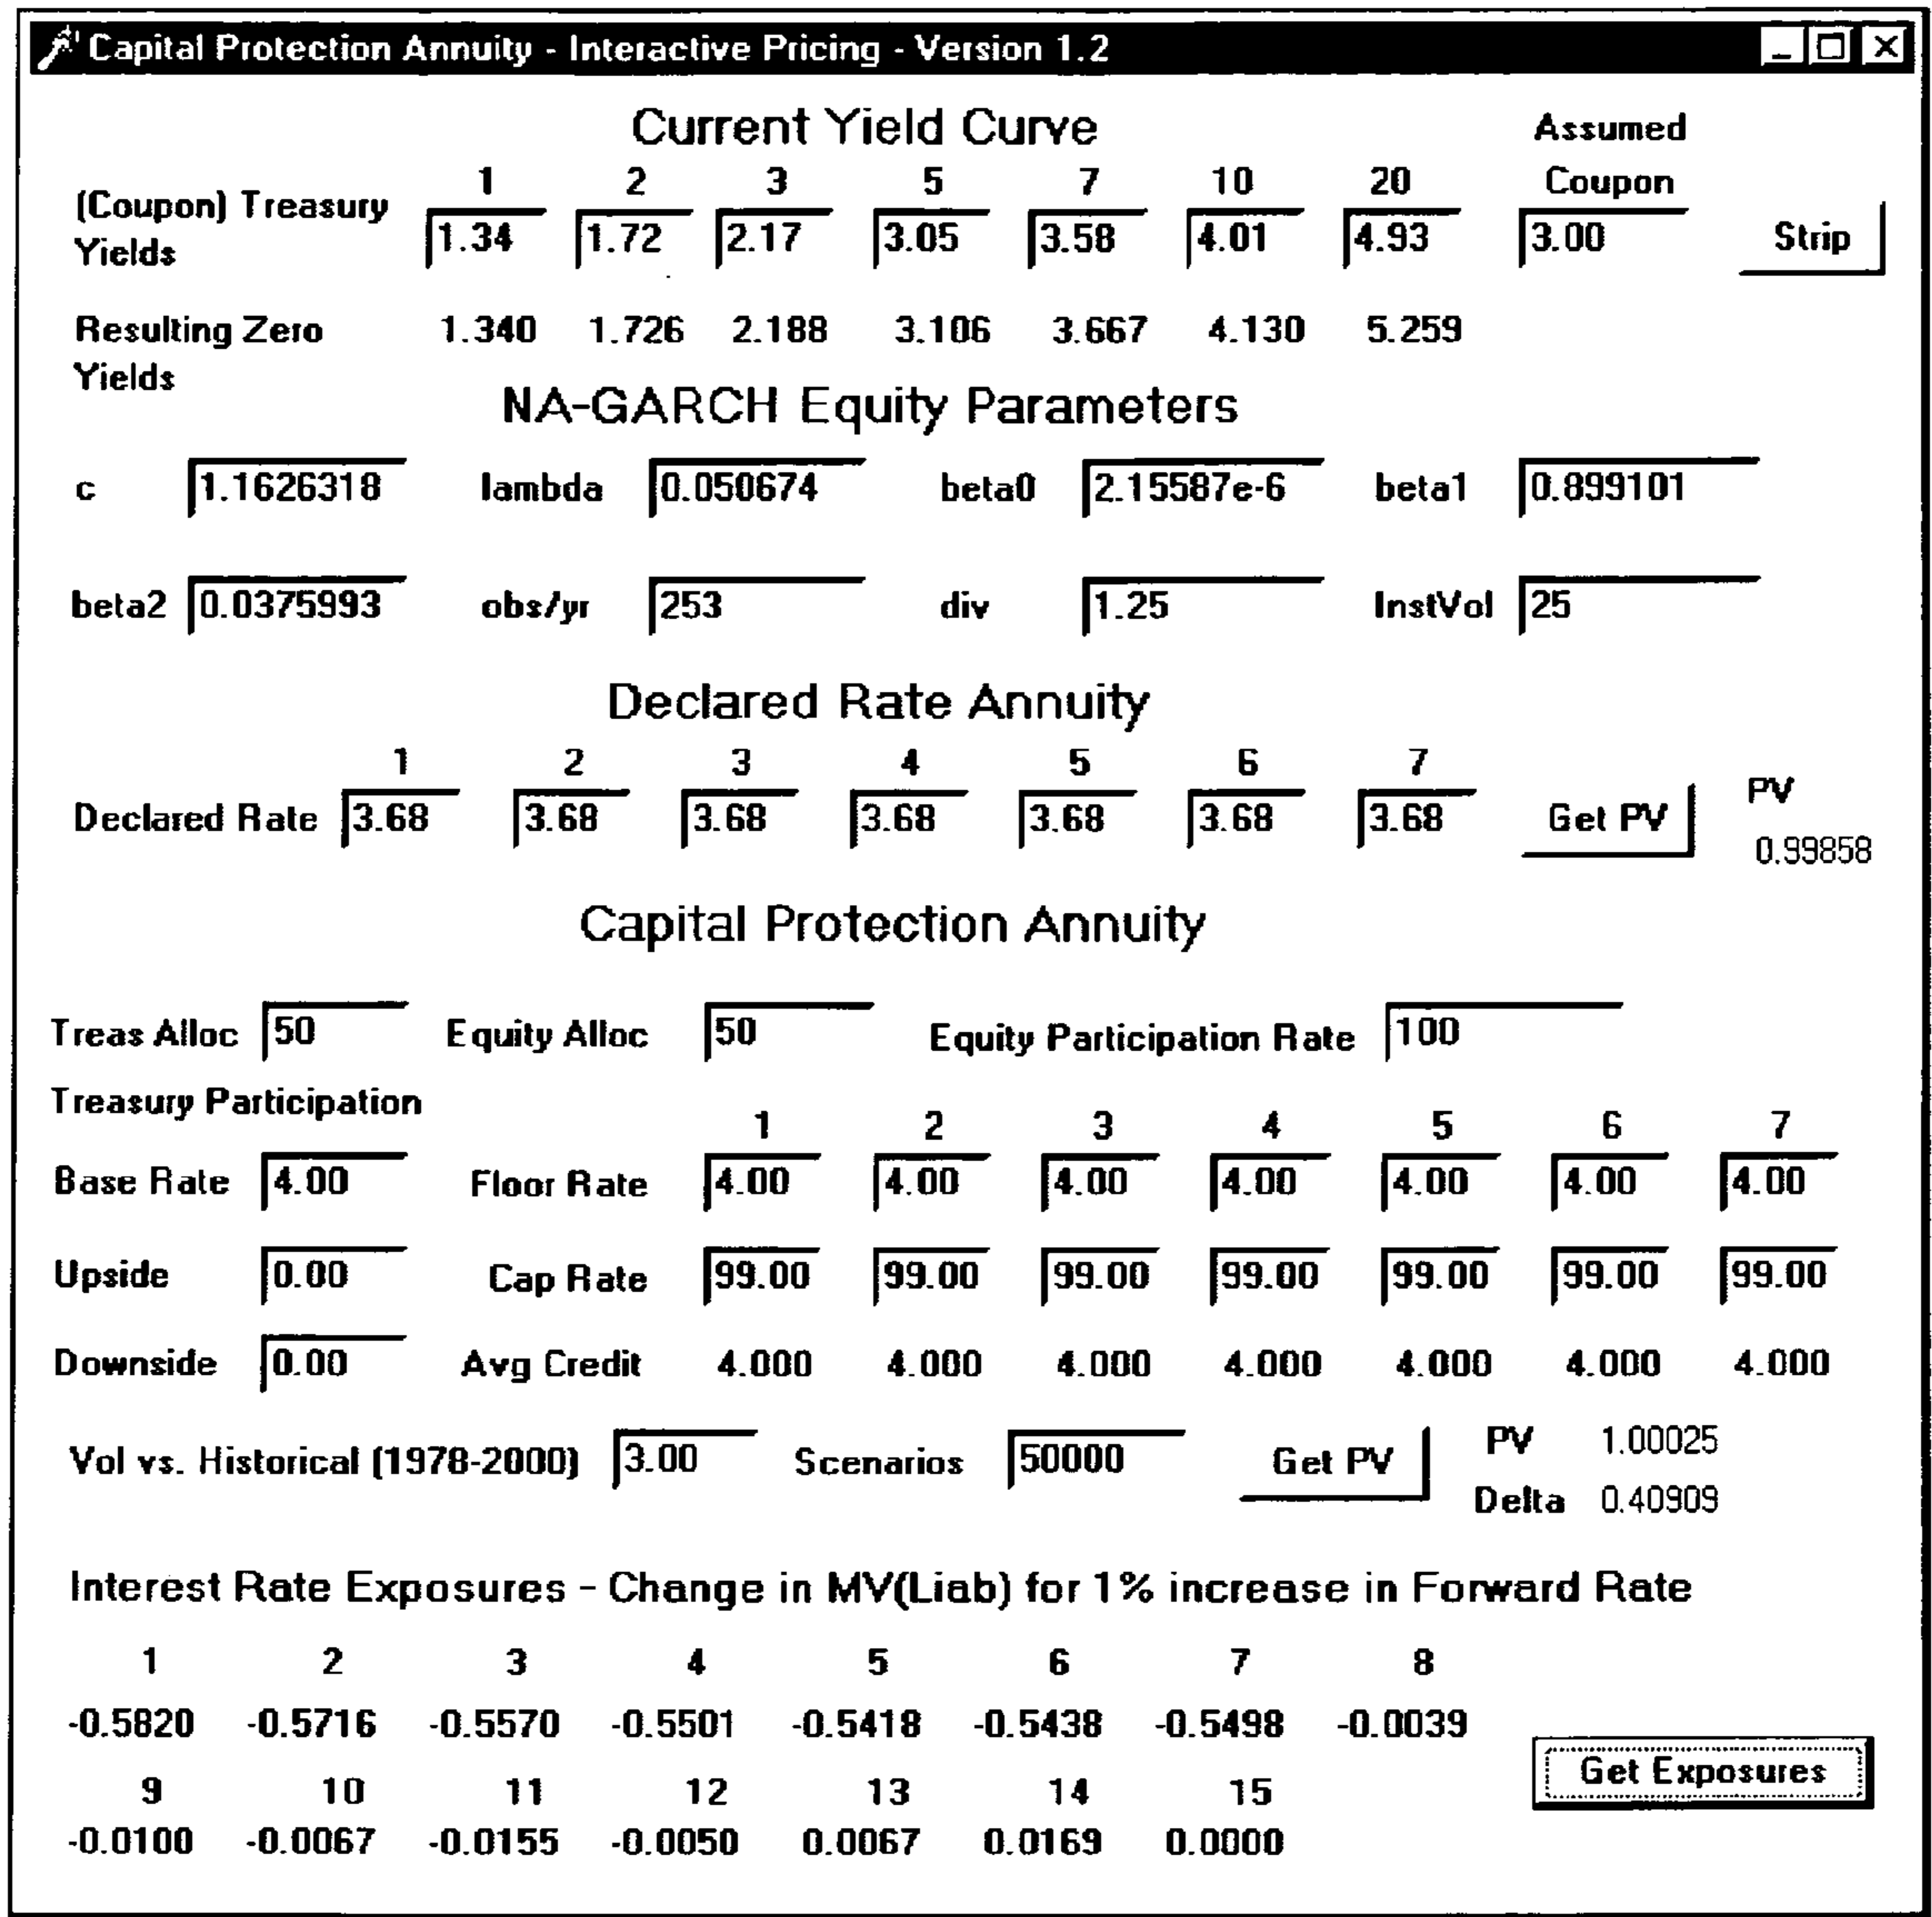 Capital Protection Annuity - Interactive Pricing - Version 1.2
Current Yield Curve
Assumed
1 2 3 5 7 10 20 Coupon
(Coupon) Treasury
Yields
1.34 1.72 2.17 3.05 3.58 4.01 4.93 3.00 Strip
Resulting Zero
Yields
1.340 1.726 2.188 3.106 3.667 4.130 5.259
NA-GARCH Equity Parameters
c 1.1626318 lambda 0.050674 beta0 2.15587e-6 beta1 0.899101
beta2 0.0375993 obs/yr 253 div 1.25 InstVol 25
Declared Rate Annuity
1 2 3 4 5 6 7
PV
Declared Rate 3.68 3.68 3.68 3.68 3.68 3.68 3.68 Get PV
0.99858
Capital Protection Annuity
Treas Alloc 50 Equity Alloc 50 Equity Participation Rate 100
Treasury Participation
1 2 3 4 5 6 7
Base Rate 4.00 Floor Rate 4.00 4.00 4.00 4.00 4.00 4.00 4.00
Upside 0.00 Cap Rate 99.00 99.00 99.00 99.00 99.00 99.00 99.00
Downside 0.00 Avg Credit 4.000 4.000 4.000 4.000 4.000 4.000 4.000
Vol vs. Historical (1978-2000) 3.00 Scenarios 50000 Get PV PV 1.00025
Delta 0.40909
Interest Rate Exposures - Change in MV(Liab) for 1% increase in Forward Rate
1 2 3 4 5 6 7 8
-0.5820 -0.5716 -0.5570 -0.5501 -0.5418 -0.5438 -0.5498 -0.0039
Get Exposures
9 10 11 12 13 14 15
-0.0100 -0.0067 -0.0155 -0.0050 0.0067 0.0169 0.0000